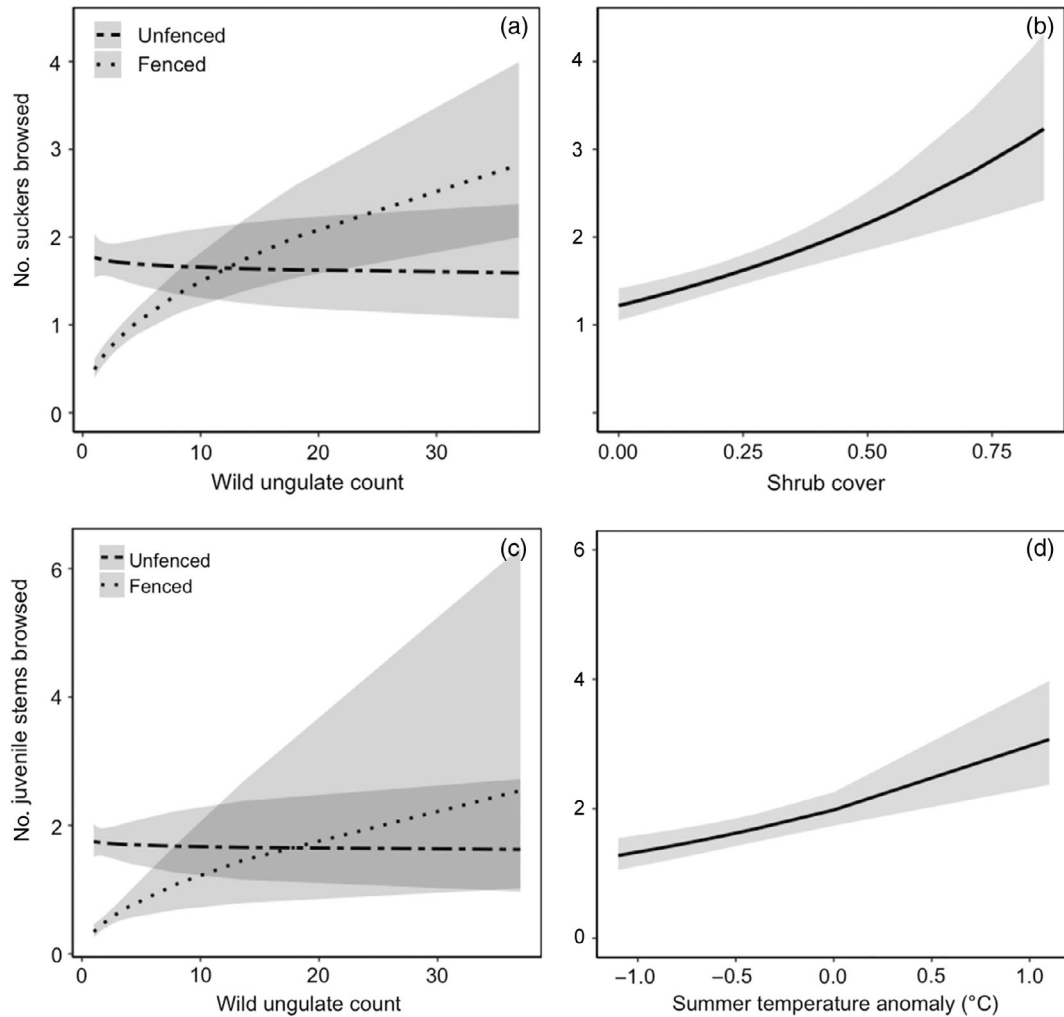 (a)
Unfenced
Fenced
No. suckers browsed
4
3
2
1
0
0 10 20 30
Wild ungulate count
(b)
4
3
2
1
0.00 0.25 0.50 0.75
Shrub cover
(c)
Unfenced
Fenced
No. juvenile stems browsed
6
4
2
0
0 10 20 30
Wild ungulate count
(d)
6
4
2
0
−1.0 −0.5 0.0 0.5 1.0
Summer temperature anomaly (°C)